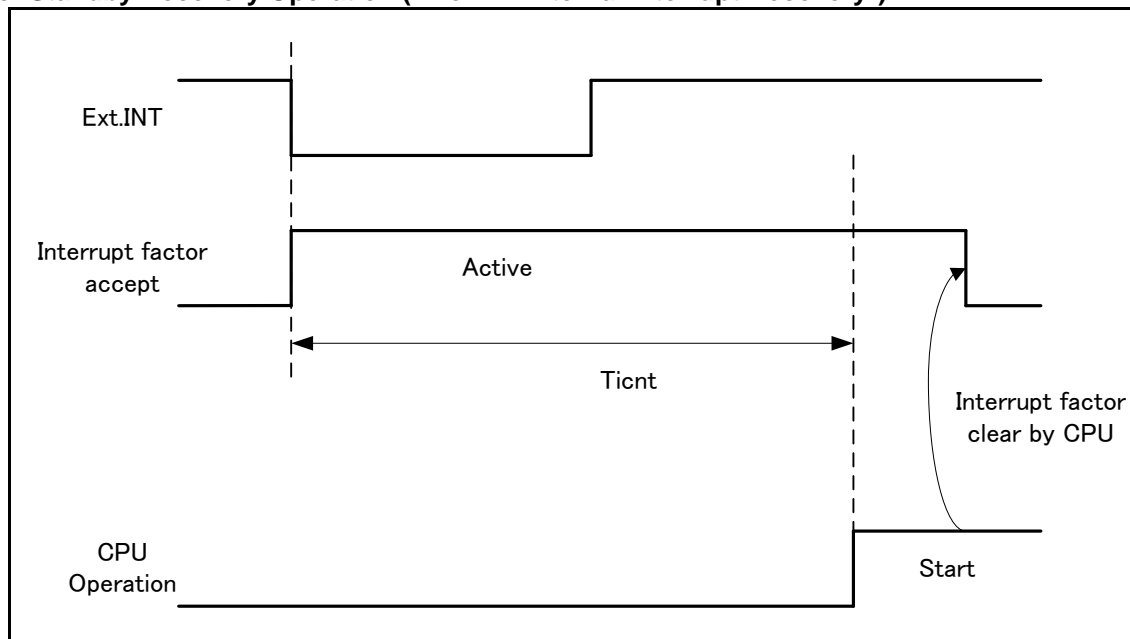 Ext.INT
Interrupt factor
accept
Active
Ticnt
Interrupt factor
clear by CPU
CPU
Operation
Start